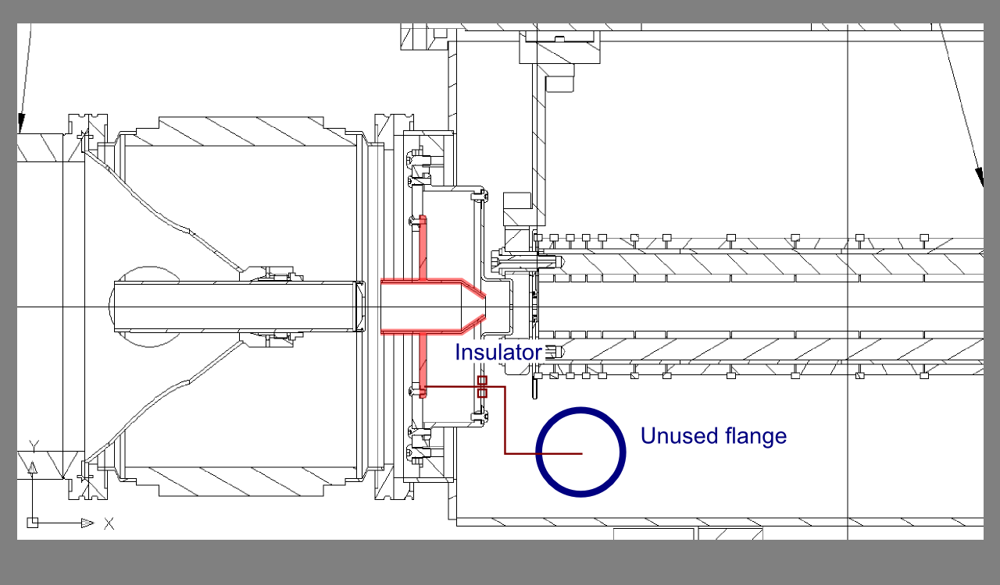 Insulator
Unused flange
Y
X